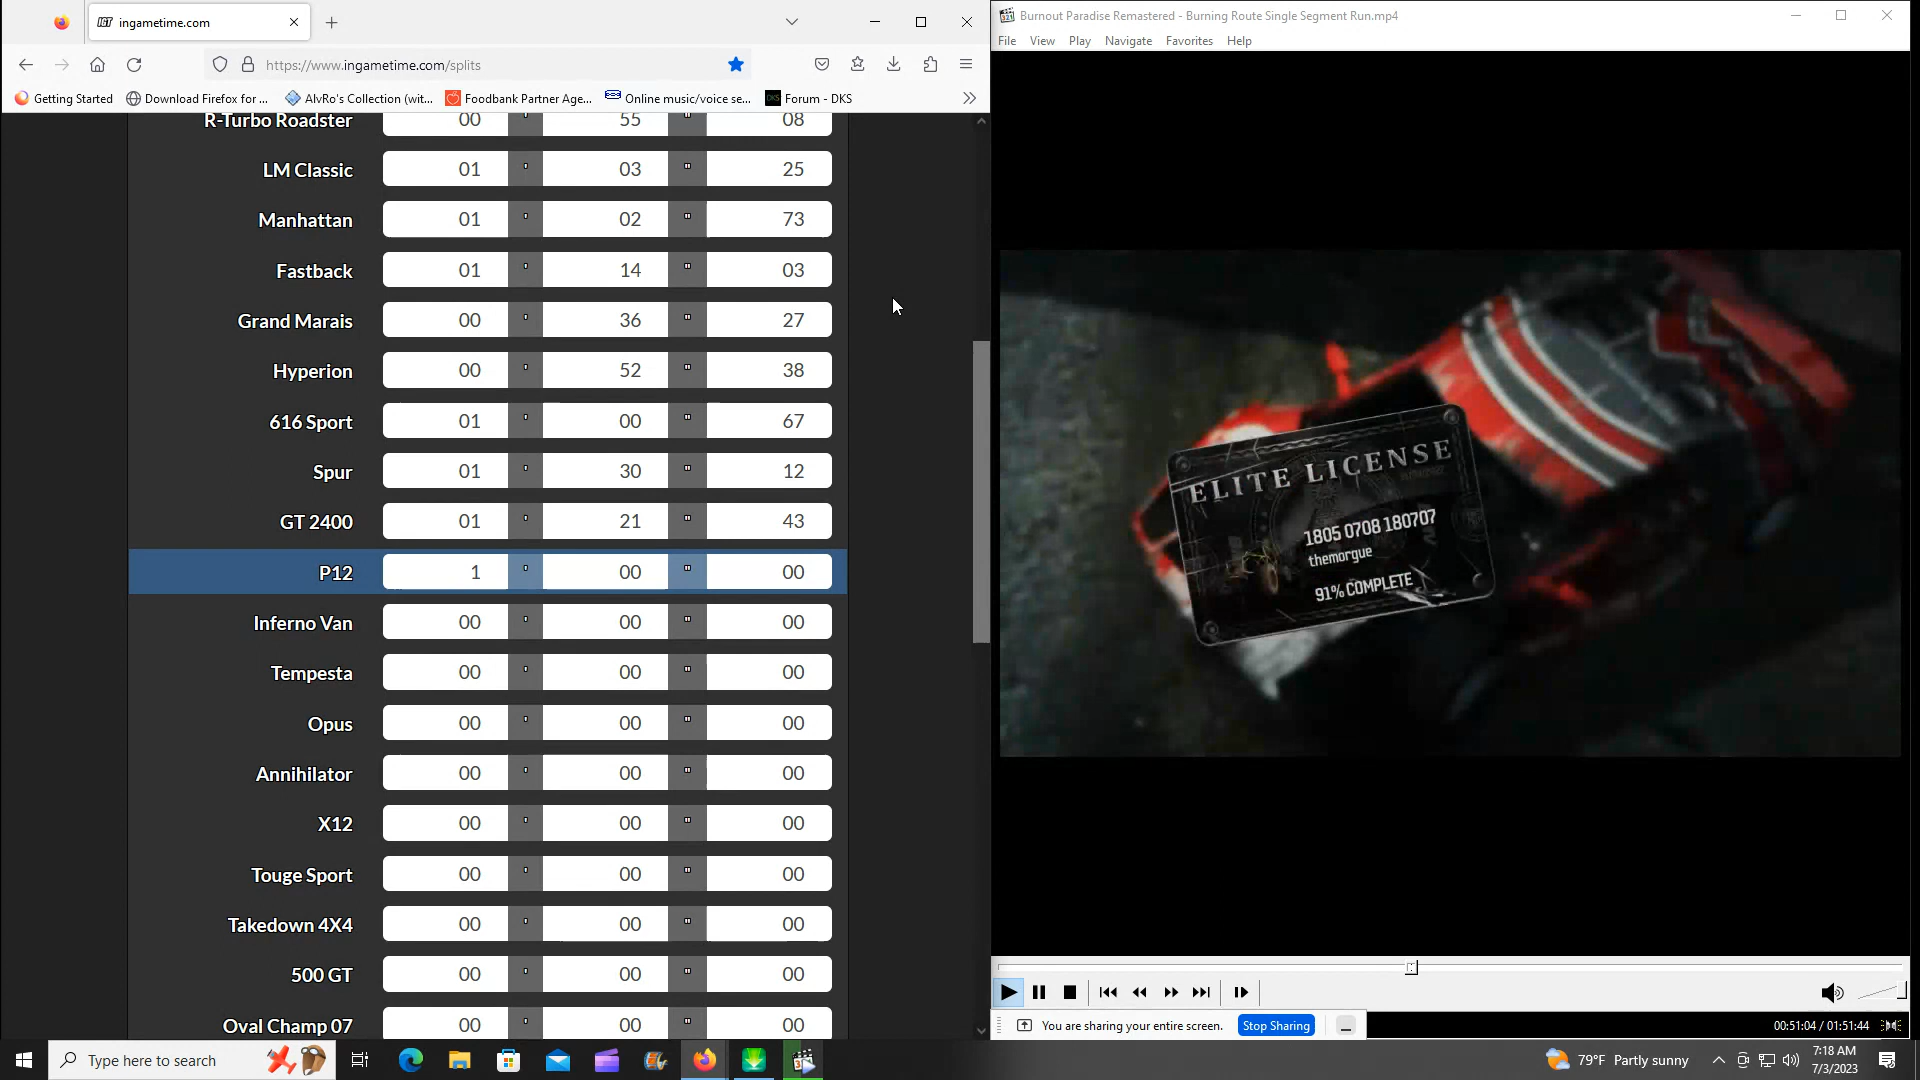 ingametime.com
Burnout Paradise Remastered - Burning Route Single Segment Run.mp4
File View Play Navigate Favorites Help
https://www.ingametime.com/splits
Getting Started
Download Firefox for ...
AlvRo's Collection (wit...
Foodbank Partner Age...
Online music/voice se...
DKS
Forum - DKS
R-Turbo Roadster 00 ' 55 " 08
LM Classic 01 ' 03 " 25
Manhattan 01 ' 02 " 73
Fastback 01 ' 14 " 03
Grand Marais 00 ' 36 " 27
Hyperion 00 ' 52 " 38
616 Sport 01 ' 00 " 67
Spur 01 ' 30 " 12
GT 2400 01 ' 21 " 43
P12 1 ' 00 " 00
Inferno Van 00 ' 00 " 00
Tempesta 00 ' 00 " 00
Opus 00 ' 00 " 00
Annihilator 00 ' 00 " 00
X12 00 ' 00 " 00
Touge Sport 00 ' 00 " 00
Takedown 4X4 00 ' 00 " 00
500 GT 00 ' 00 " 00
Oval Champ 07 00 ' 00 " 00
ELITE LICENSE
1805 0708 180707
themorgue
91% COMPLETE
You are sharing your entire screen.
Stop Sharing
00:51:04 / 01:51:44
Type here to search
79°F Partly sunny
7:18 AM
7/3/2023